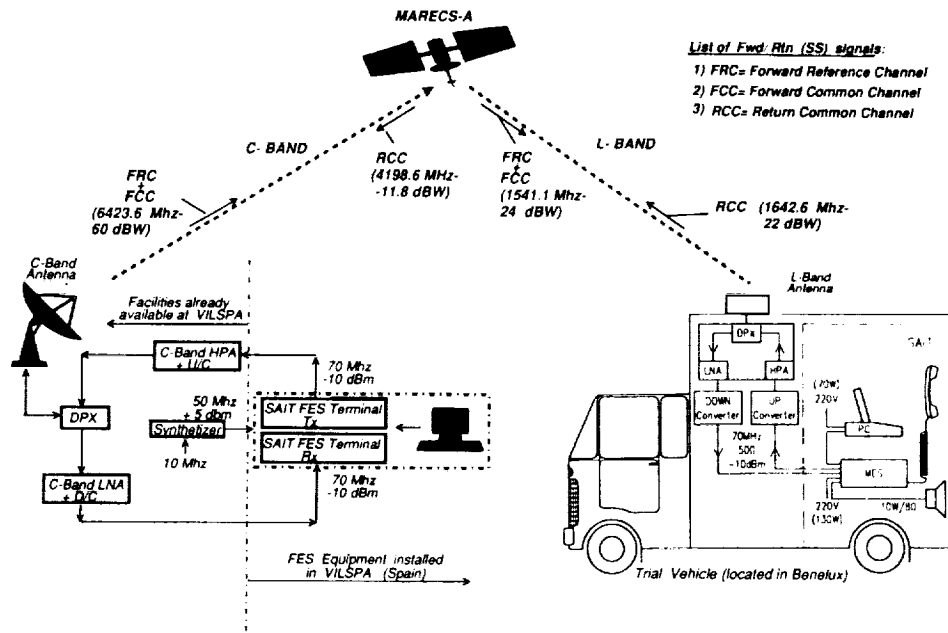 MARECS-A
List of Fwd/Rtn (SS) signals:
1) FRC= Forward Reference Channel
2) FCC= Forward Common Channel
3) RCC= Return Common Channel
C- BAND
L- BAND
RCC
(4198.6 MHz-
-11.8 dBW)
FRC
+
FCC
(1541.1 MHz-
24 dBW)
FRC
+
FCC
(6423.6 Mhz-
60 dBW)
RCC (1642.6 Mhz-
22 dBW)
C-Band
Antenna
L-Band
Antenna
Facilities already
available at VILSPA
C-Band HPA
+ U/C
70 Mhz
-10 dBm
DPX
50 Mhz
+ 5 dbm
Synthetizer
10 Mhz
SAIT FES Terminal
Tx
SAIT FES Terminal
Rx
C-Band LNA
+ D/C
70 Mhz
-10 dBm
FES Equipment installed
in VILSPA (Spain)
DPx
LNA
HPA
DOWN
Converter
UP
Converter
70MHz
50Ω
-10dBm
SAIT
(70W)
220V
PC
MES
220V
(130W)
10W/8Ω
Trial Vehicle (located in Benelux)